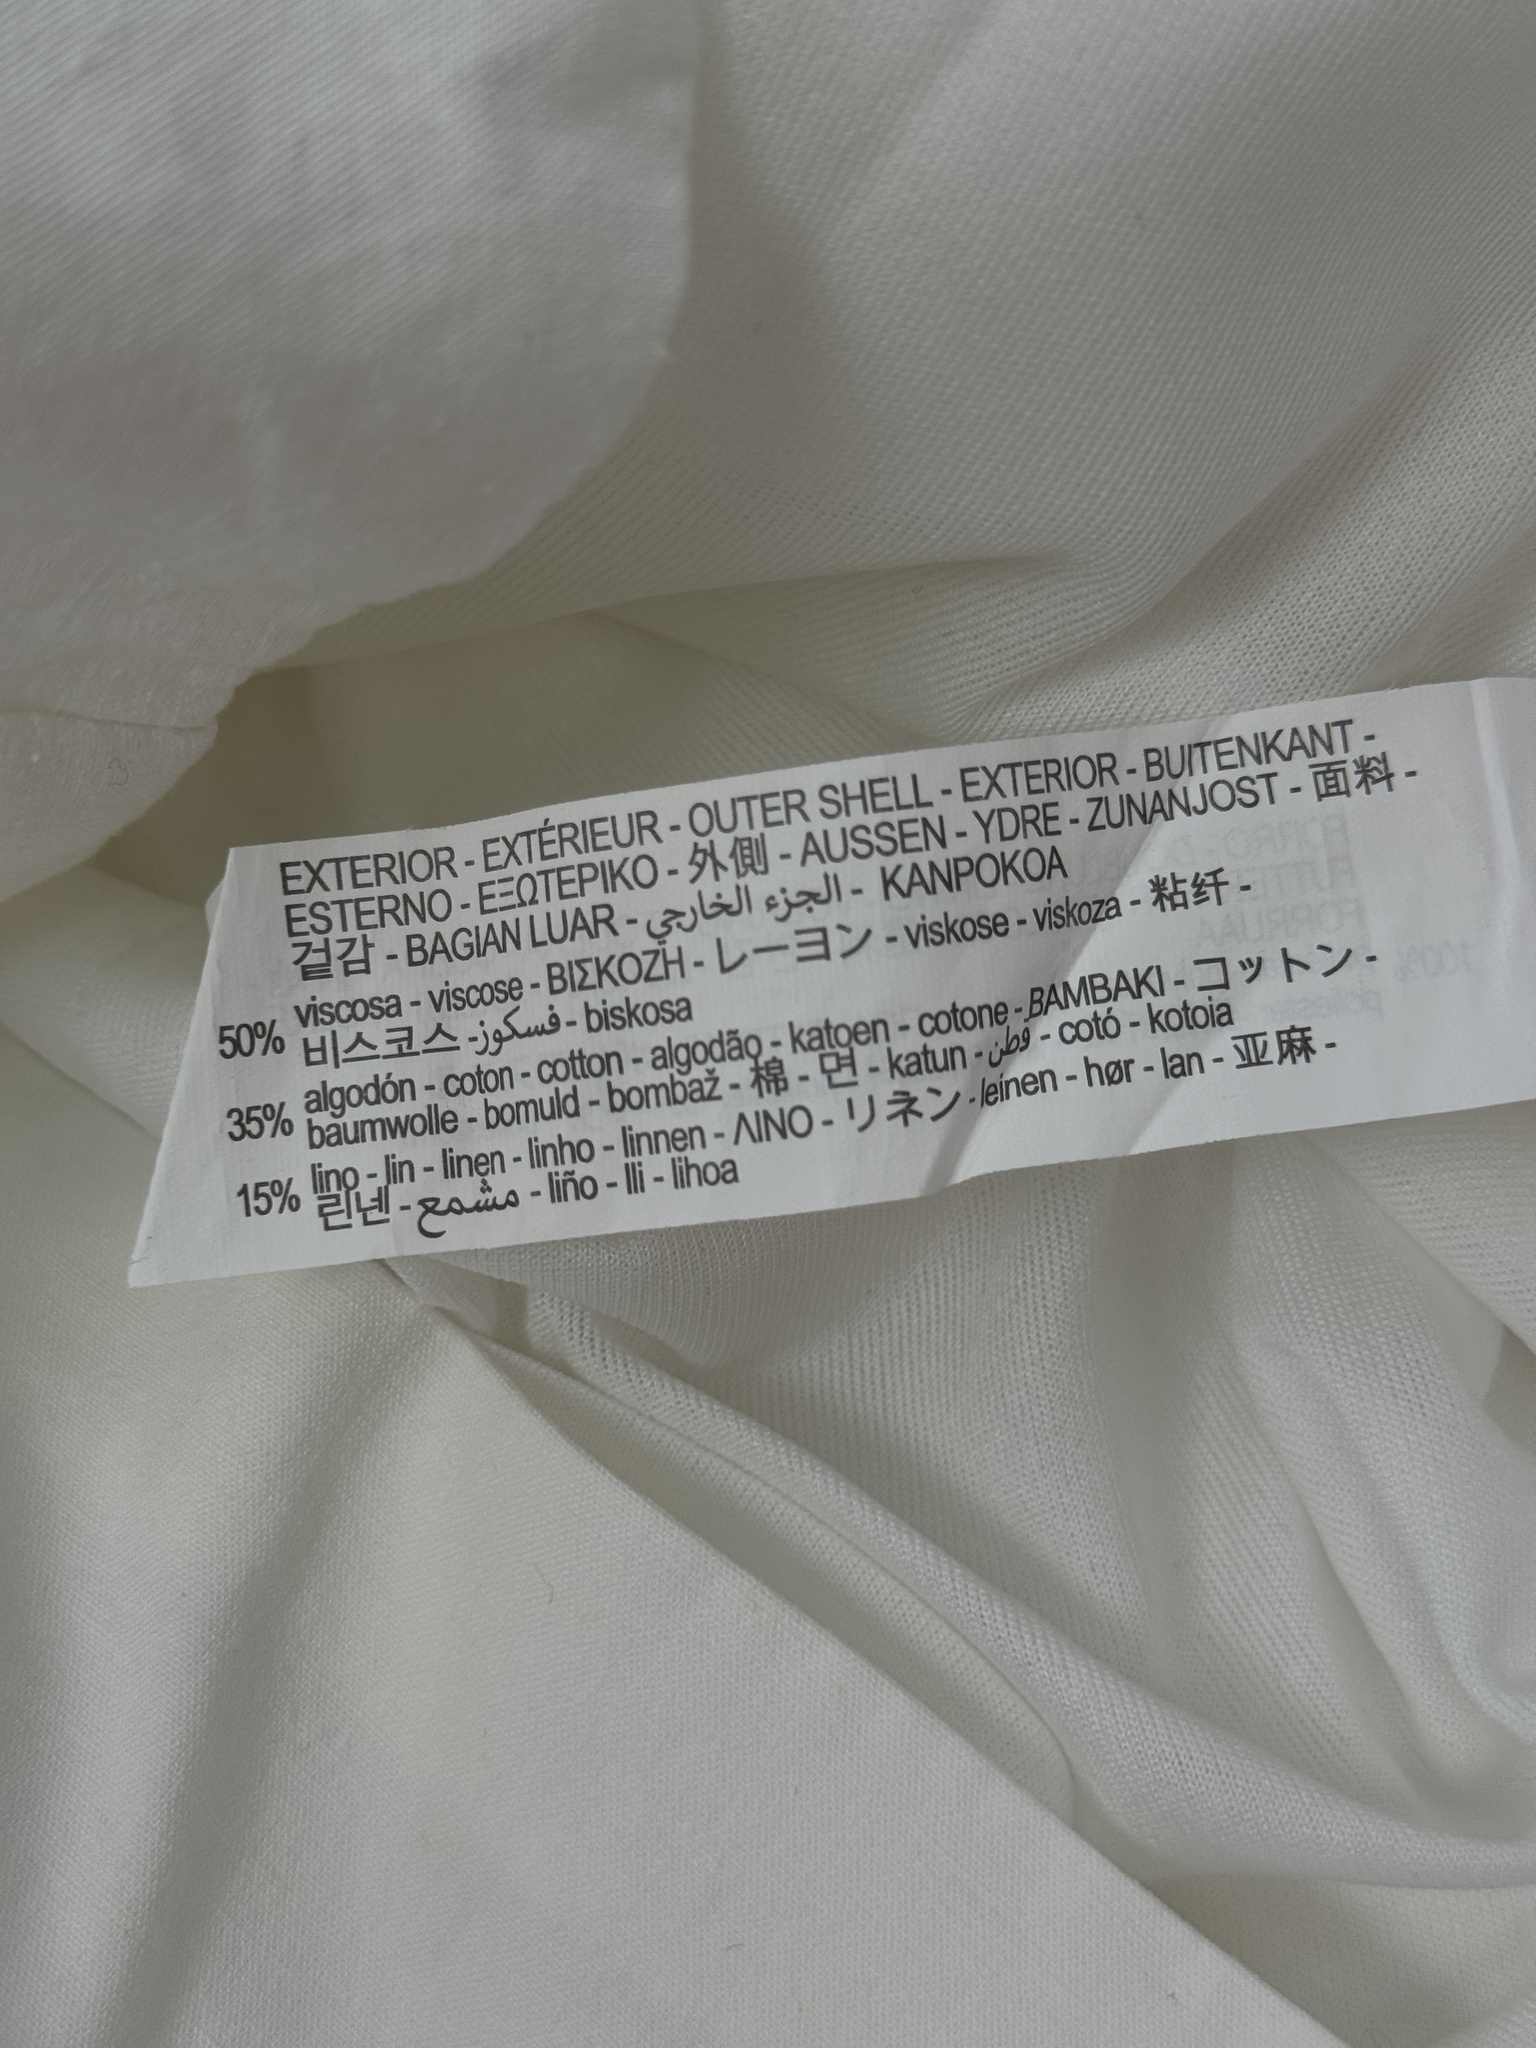 EXTERIOR - EXTÉRIEUR - OUTER SHELL - EXTERIOR - BUITENKANT -
ESTERNO - ΕΞΩΤΕΡΙΚΟ - 外側 - AUSSEN - YDRE - ZUNANJOST - 面料 -
겉감 - BAGIAN LUAR - الجزء الخارجي - KANPOKOA
50% viscosa - viscose - ΒΙΣΚΟΖΗ - レーヨン - viskose - viskoza - 粘纤 -
비스코스 - فسكوز - biskosa
35% algodón - coton - cotton - algodão - katoen - cotone - BAMBAKI - コットン -
baumwolle - bomuld - bombaž - 棉 - 면 - katun - قطن - cotó - kotoia
15% lino - lin - linen - linho - linnen - ΛΙΝΟ - リネン - leinen - hør - lan - 亚麻 -
린넨 - مشمع - liño - lli - lihoa